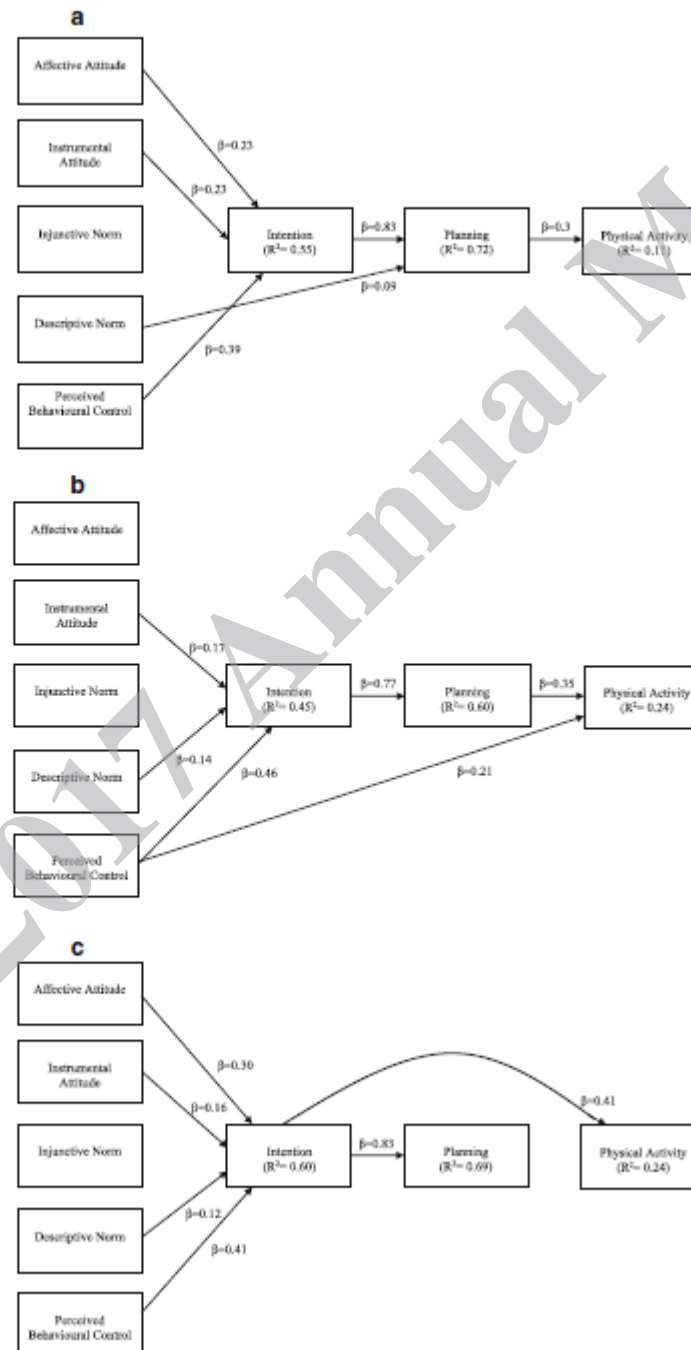 a
Affective Attitude
β=0.23
Instrumental
Attitude
β=0.23
Injunctive Norm
Intention
(R²= 0.55)
β=0.83
Planning
(R²= 0.72)
β=0.3
Physical Activity
(R²= 0.11)
β=0.09
Descriptive Norm
β=0.39
Perceived
Behavioural Control
b
Affective Attitude
Instrumental
Attitude
β=0.17
Injunctive Norm
Intention
(R²= 0.45)
β=0.77
Planning
(R²= 0.60)
β=0.35
Physical Activity
(R²= 0.24)
Descriptive Norm
β=0.14
β=0.46
β=0.21
Perceived
Behavioural Control
c
Affective Attitude
β=0.30
Instrumental
Attitude
β=0.16
β=0.41
Injunctive Norm
Intention
(R²= 0.60)
β=0.83
Planning
(R²= 0.69)
Physical Activity
(R²= 0.24)
Descriptive Norm
β=0.12
β=0.41
Perceived
Behavioural Control
2017 Annual M